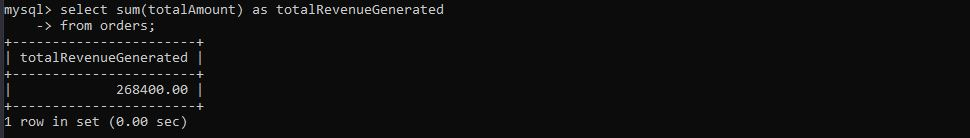 mysql> select sum(totalAmount) as totalRevenueGenerated
    -> from orders;
+-----------------------+
| totalRevenueGenerated |
+-----------------------+
|             268400.00 |
+-----------------------+
1 row in set (0.00 sec)